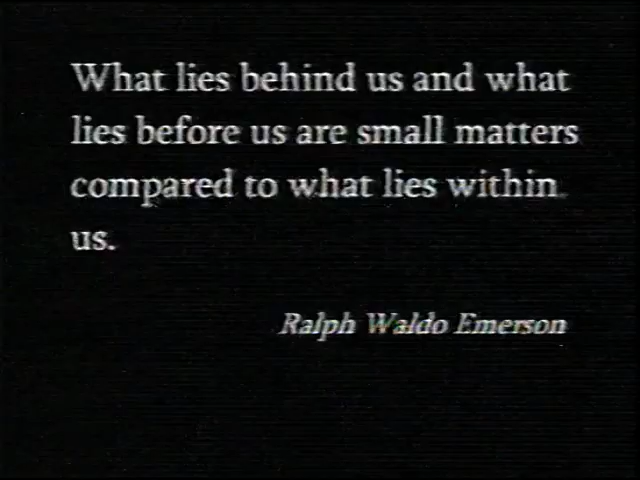 What lies behind us and what
lies before us are small matters
compared to what lies within
us.
Ralph Waldo Emerson